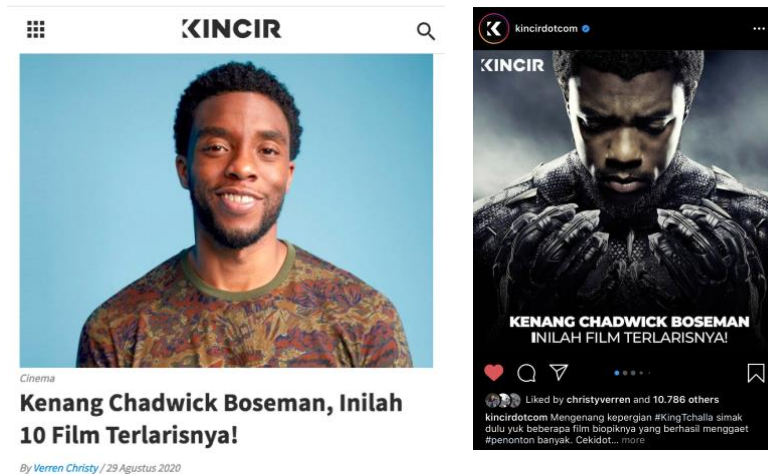 KINCIR
Cinema
Kenang Chadwick Boseman, Inilah
10 Film Terlarisnya!
By Verren Christy / 29 Agustus 2020
kincirdotcom
KINCIR
KENANG CHADWICK BOSEMAN
INILAH FILM TERLARISNYA!
Liked by christyverren and 10.786 others
kincirdotcom Mengenang kepergian #KingTchalla simak
dulu yuk beberapa film biopiknya yang berhasil menggaet
#penonton banyak. Cekidot... more